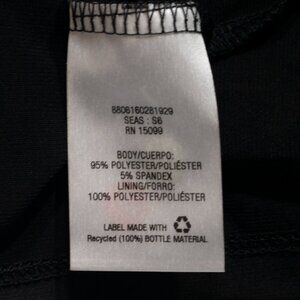 8806160281929
SEAS : S6
RN 15099
BODY/CUERPO:
95% POLYESTER/POLIÉSTER
5% SPANDEX
LINING/FORRO:
100% POLYESTER/POLIÉSTER
LABEL MADE WITH
Recycled (100%) BOTTLE MATERIAL